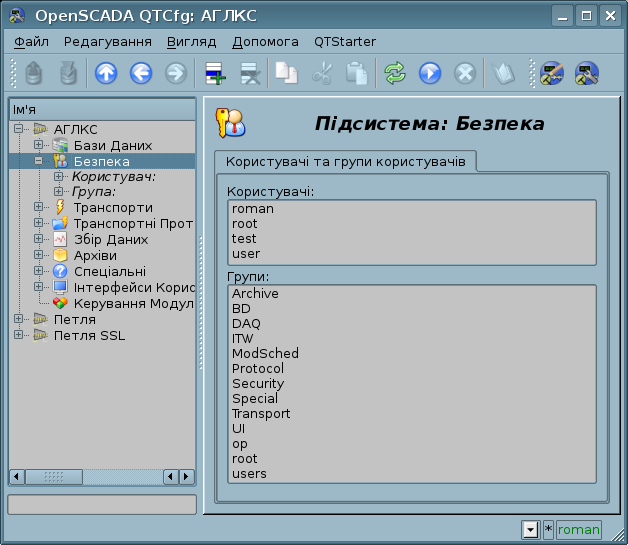 OpenSCADA QTCfg: АГЛКС
Файл Редагування Вигляд Допомога QTStarter
Ім'я
АГЛКС
Бази Даних
Безпека
Користувач:
Група:
Транспорти
Транспортні Прот
Збір Даних
Архіви
Спеціальні
Інтерфейси Корис
Керування Модул
Петля
Петля SSL
Підсистема: Безпека
Користувачі та групи користувачів
Користувачі:
roman
root
test
user
Групи:
Archive
BD
DAQ
ITW
ModSched
Protocol
Security
Special
Transport
UI
op
root
users
* roman